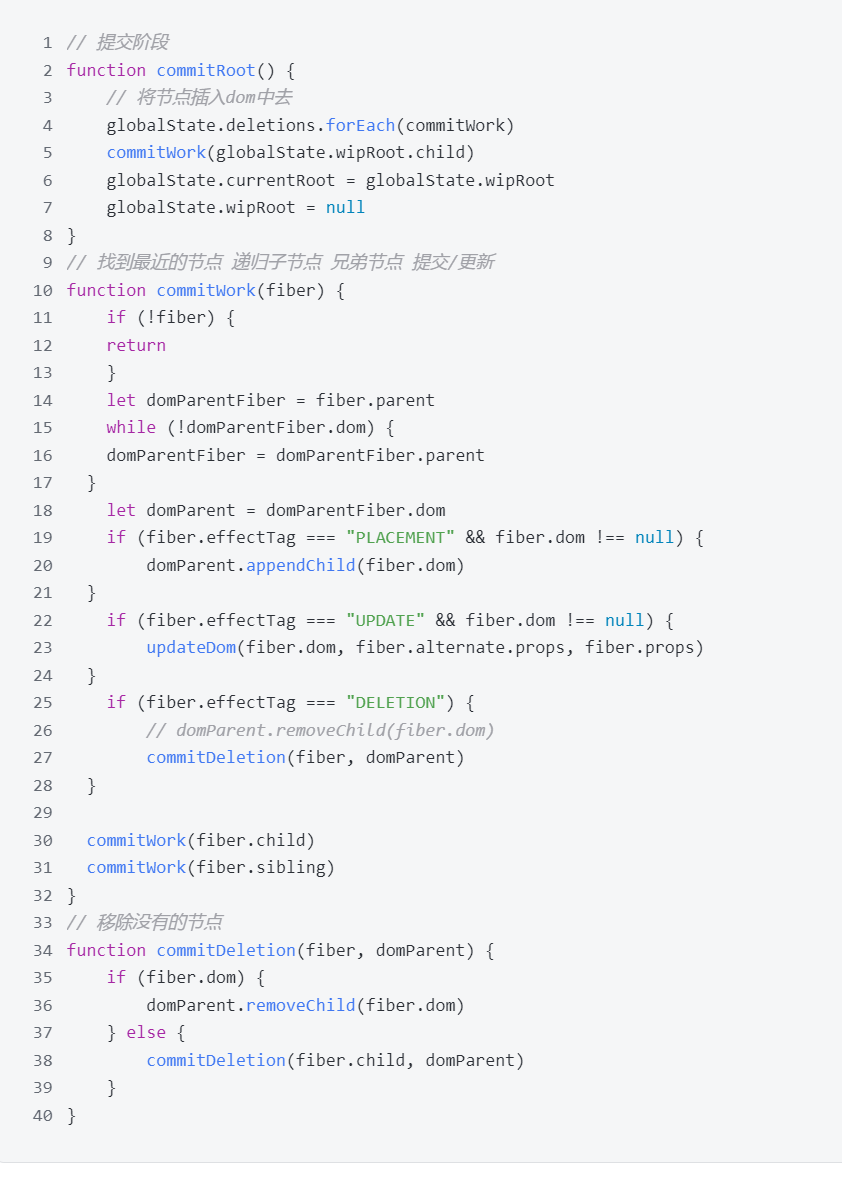 1 // 提交阶段
2 function commitRoot() {
3     // 将节点插入dom中去
4     globalState.deletions.forEach(commitWork)
5     commitWork(globalState.wipRoot.child)
6     globalState.currentRoot = globalState.wipRoot
7     globalState.wipRoot = null
8 }
9 // 找到最近的节点 递归子节点 兄弟节点 提交/更新
10 function commitWork(fiber) {
11     if (!fiber) {
12     return
13     }
14     let domParentFiber = fiber.parent
15     while (!domParentFiber.dom) {
16     domParentFiber = domParentFiber.parent
17   }
18     let domParent = domParentFiber.dom
19     if (fiber.effectTag === "PLACEMENT" && fiber.dom !== null) {
20         domParent.appendChild(fiber.dom)
21   }
22     if (fiber.effectTag === "UPDATE" && fiber.dom !== null) {
23         updateDom(fiber.dom, fiber.alternate.props, fiber.props)
24   }
25     if (fiber.effectTag === "DELETION") {
26         // domParent.removeChild(fiber.dom)
27         commitDeletion(fiber, domParent)
28   }
29
30   commitWork(fiber.child)
31   commitWork(fiber.sibling)
32 }
33 // 移除没有的节点
34 function commitDeletion(fiber, domParent) {
35     if (fiber.dom) {
36         domParent.removeChild(fiber.dom)
37     } else {
38         commitDeletion(fiber.child, domParent)
39     }
40 }